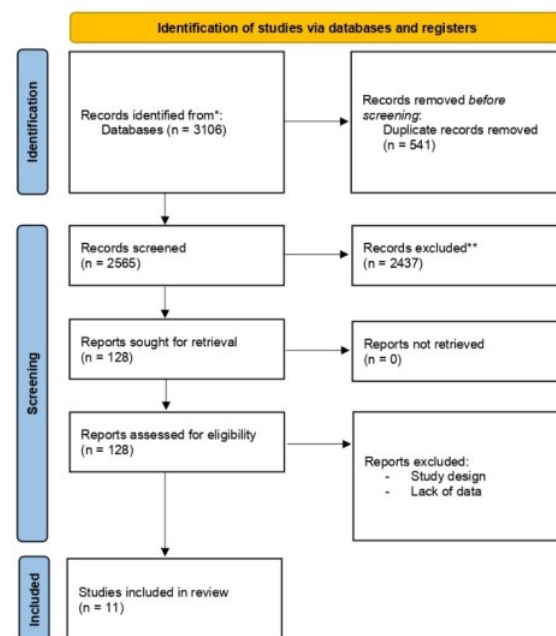 Identification of studies via databases and registers
Identification
Records identified from*:
Databases (n = 3106)
Records removed before
screening:
Duplicate records removed
(n = 541)
Screening
Records screened
(n = 2565)
Records excluded**
(n = 2437)
Reports sought for retrieval
(n = 128)
Reports not retrieved
(n = 0)
Reports assessed for eligibility
(n = 128)
Reports excluded:
- Study design
- Lack of data
Included
Studies included in review
(n = 11)